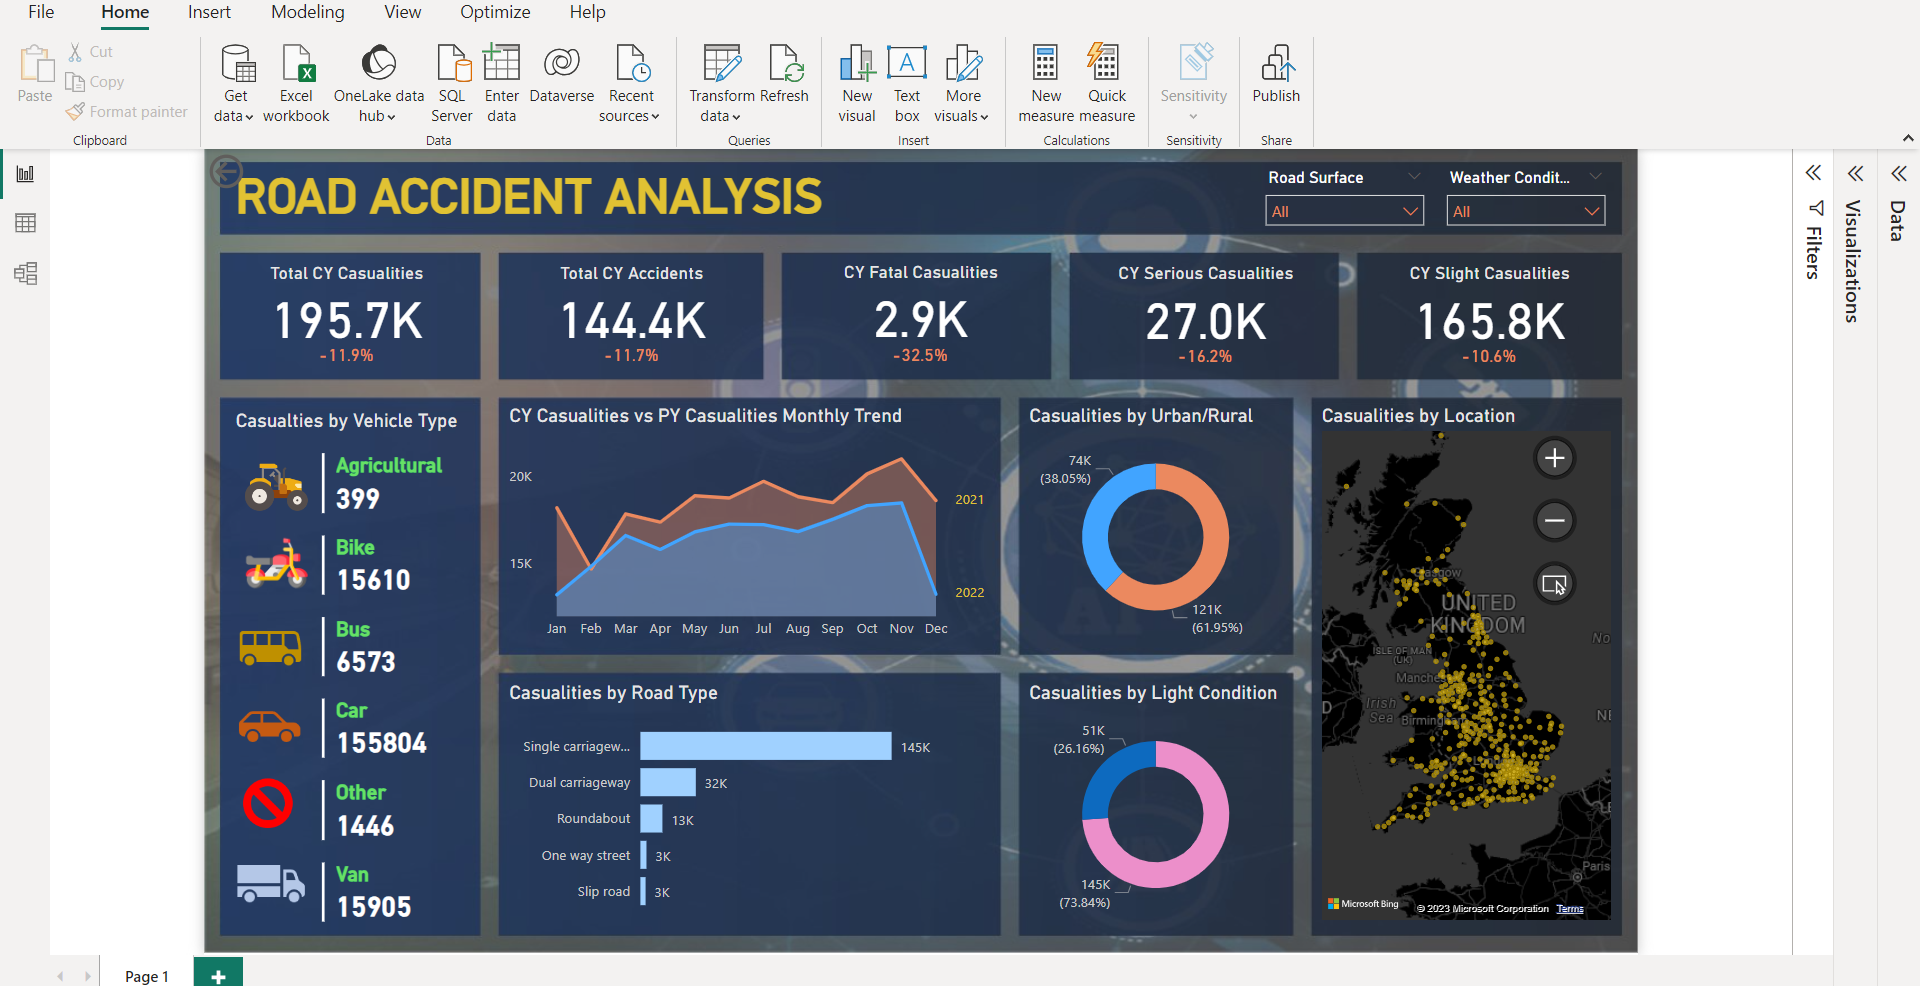 File Home Insert Modeling View Optimize Help
Paste
Cut
Copy
Format painter
Clipboard
Get data
Excel workbook
OneLake data hub
SQL Server
Enter data
Dataverse
Recent sources
Data
Transform data
Refresh
Queries
New visual
Text box
More visuals
Insert
New measure
Quick measure
Calculations
Sensitivity
Sensitivity
Publish
Share
ROAD ACCIDENT ANALYSIS
Road Surface
All
Weather Condit...
All
Filters
Visualizations
Data
Total CY Casualities
195.7K
-11.9%
Total CY Accidents
144.4K
-11.7%
CY Fatal Casualities
2.9K
-32.5%
CY Serious Casualities
27.0K
-16.2%
CY Slight Casualities
165.8K
-10.6%
Casualties by Vehicle Type
Agricultural
399
Bike
15610
Bus
6573
Car
155804
Other
1446
Van
15905
CY Casualities vs PY Casualities Monthly Trend
20K
15K
2021
2022
Jan Feb Mar Apr May Jun Jul Aug Sep Oct Nov Dec
Casualities by Road Type
Single carriagew... 145K
Dual carriageway 32K
Roundabout 13K
One way street 3K
Slip road 3K
Casualities by Urban/Rural
74K
(38.05%)
121K
(61.95%)
Casualities by Light Condition
51K
(26.16%)
145K
(73.84%)
Casualities by Location
Glasgow
UNITED
KINGDOM
No
ISLE OF MAN
(UK)
Manche
Irish
Sea
Birming
D
NE
Paris
Microsoft Bing
© 2023 Microsoft Corporation Terms
Page 1